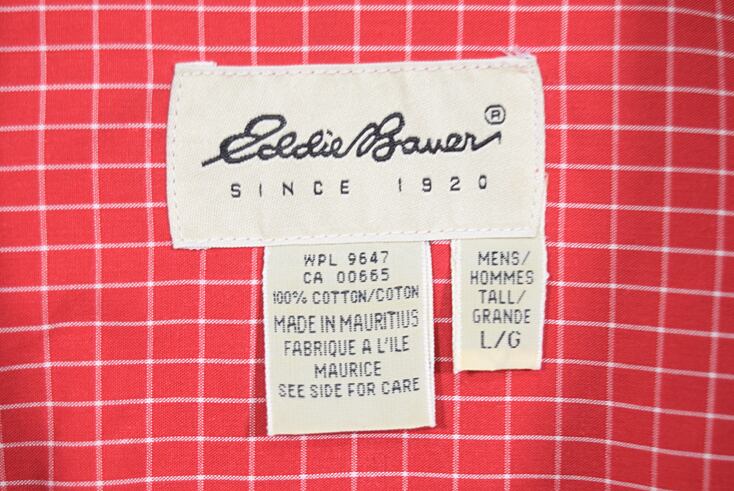 Eddie Bauer®
SINCE 1920
WPL 9647
CA 00665
100% COTTON/COTON
MADE IN MAURITIUS
FABRIQUE A L'ILE
MAURICE
SEE SIDE FOR CARE
MENS/
HOMMES
TALL/
GRANDE
L/G